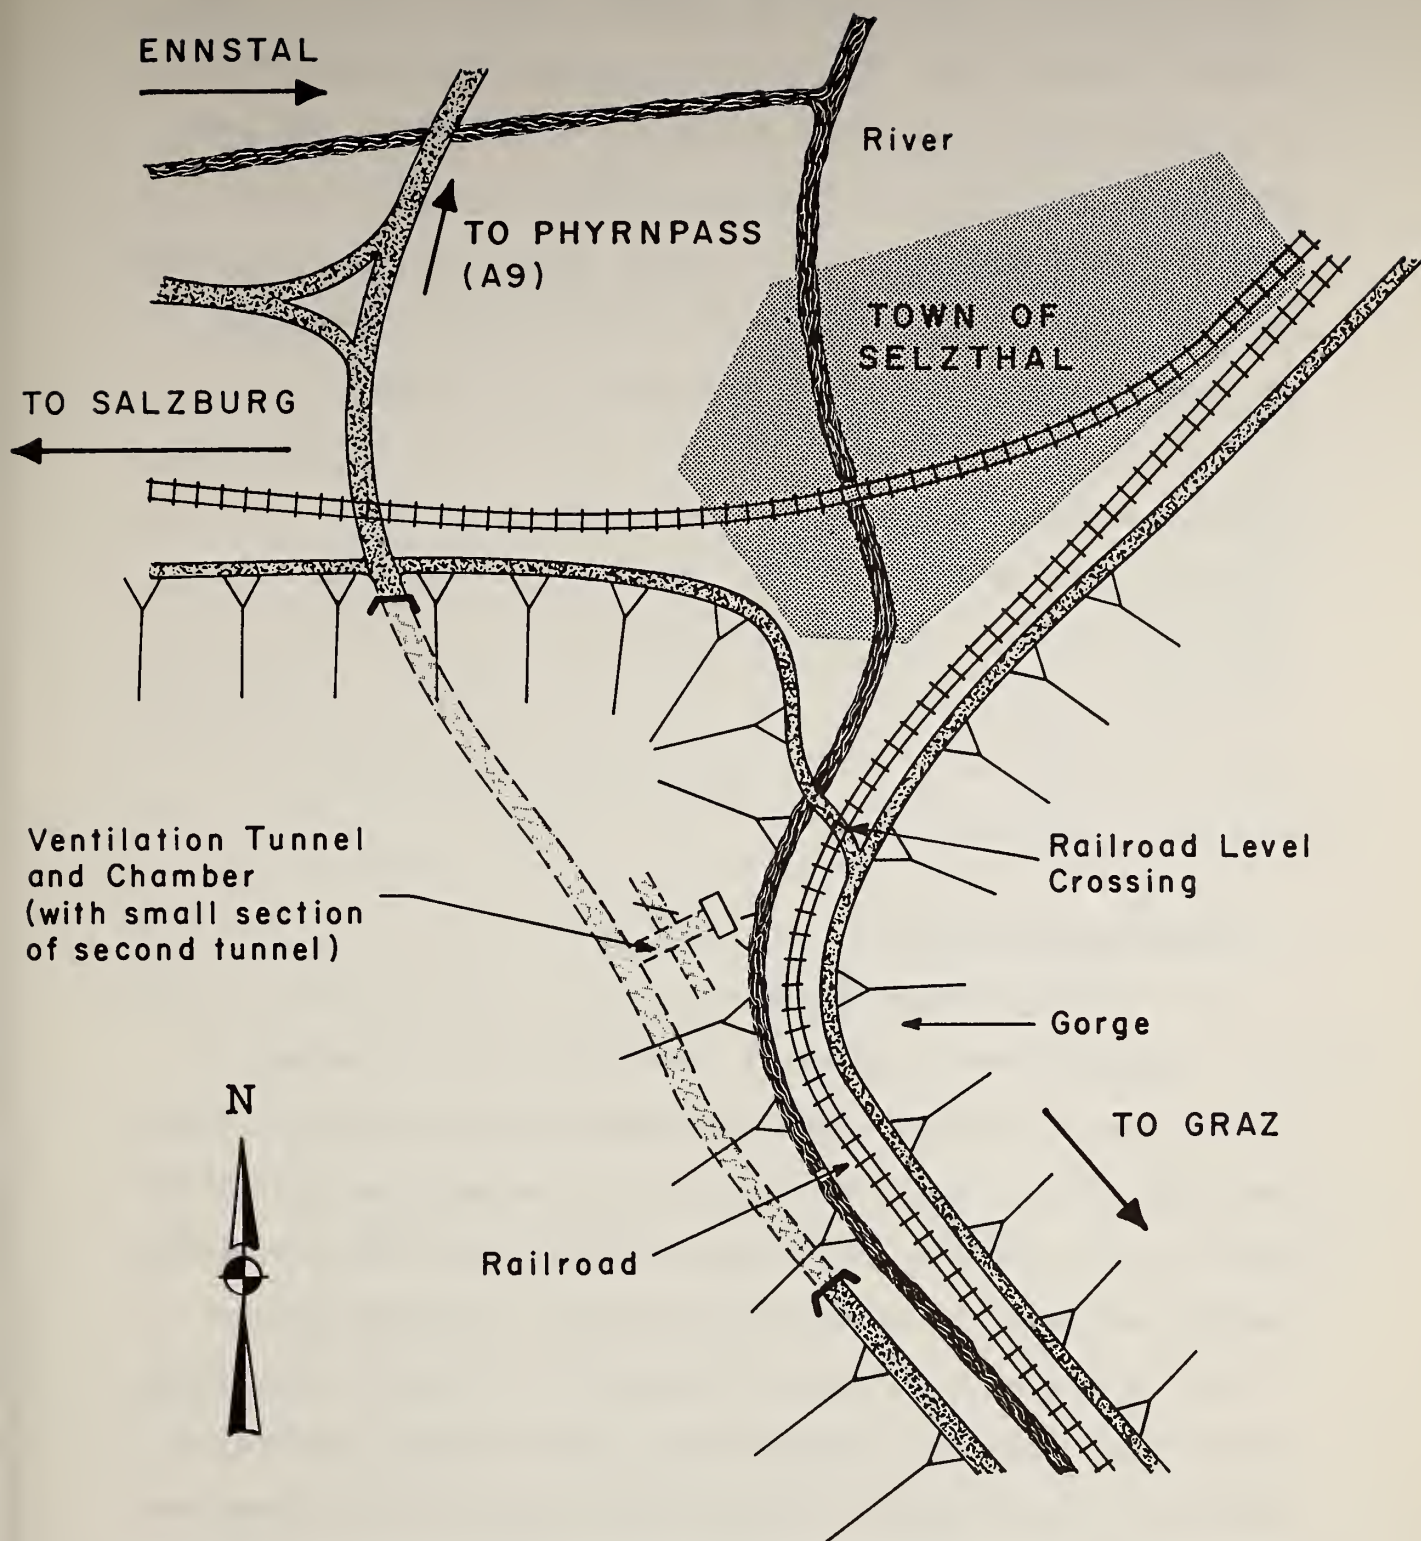 ENNSTAL
River
TO PHYRNPASS
(A9)
TOWN OF
SELZTHAL
TO SALZBURG
Ventilation Tunnel
and Chamber
(with small section
of second tunnel)
Railroad Level
Crossing
Gorge
N
TO GRAZ
Railroad